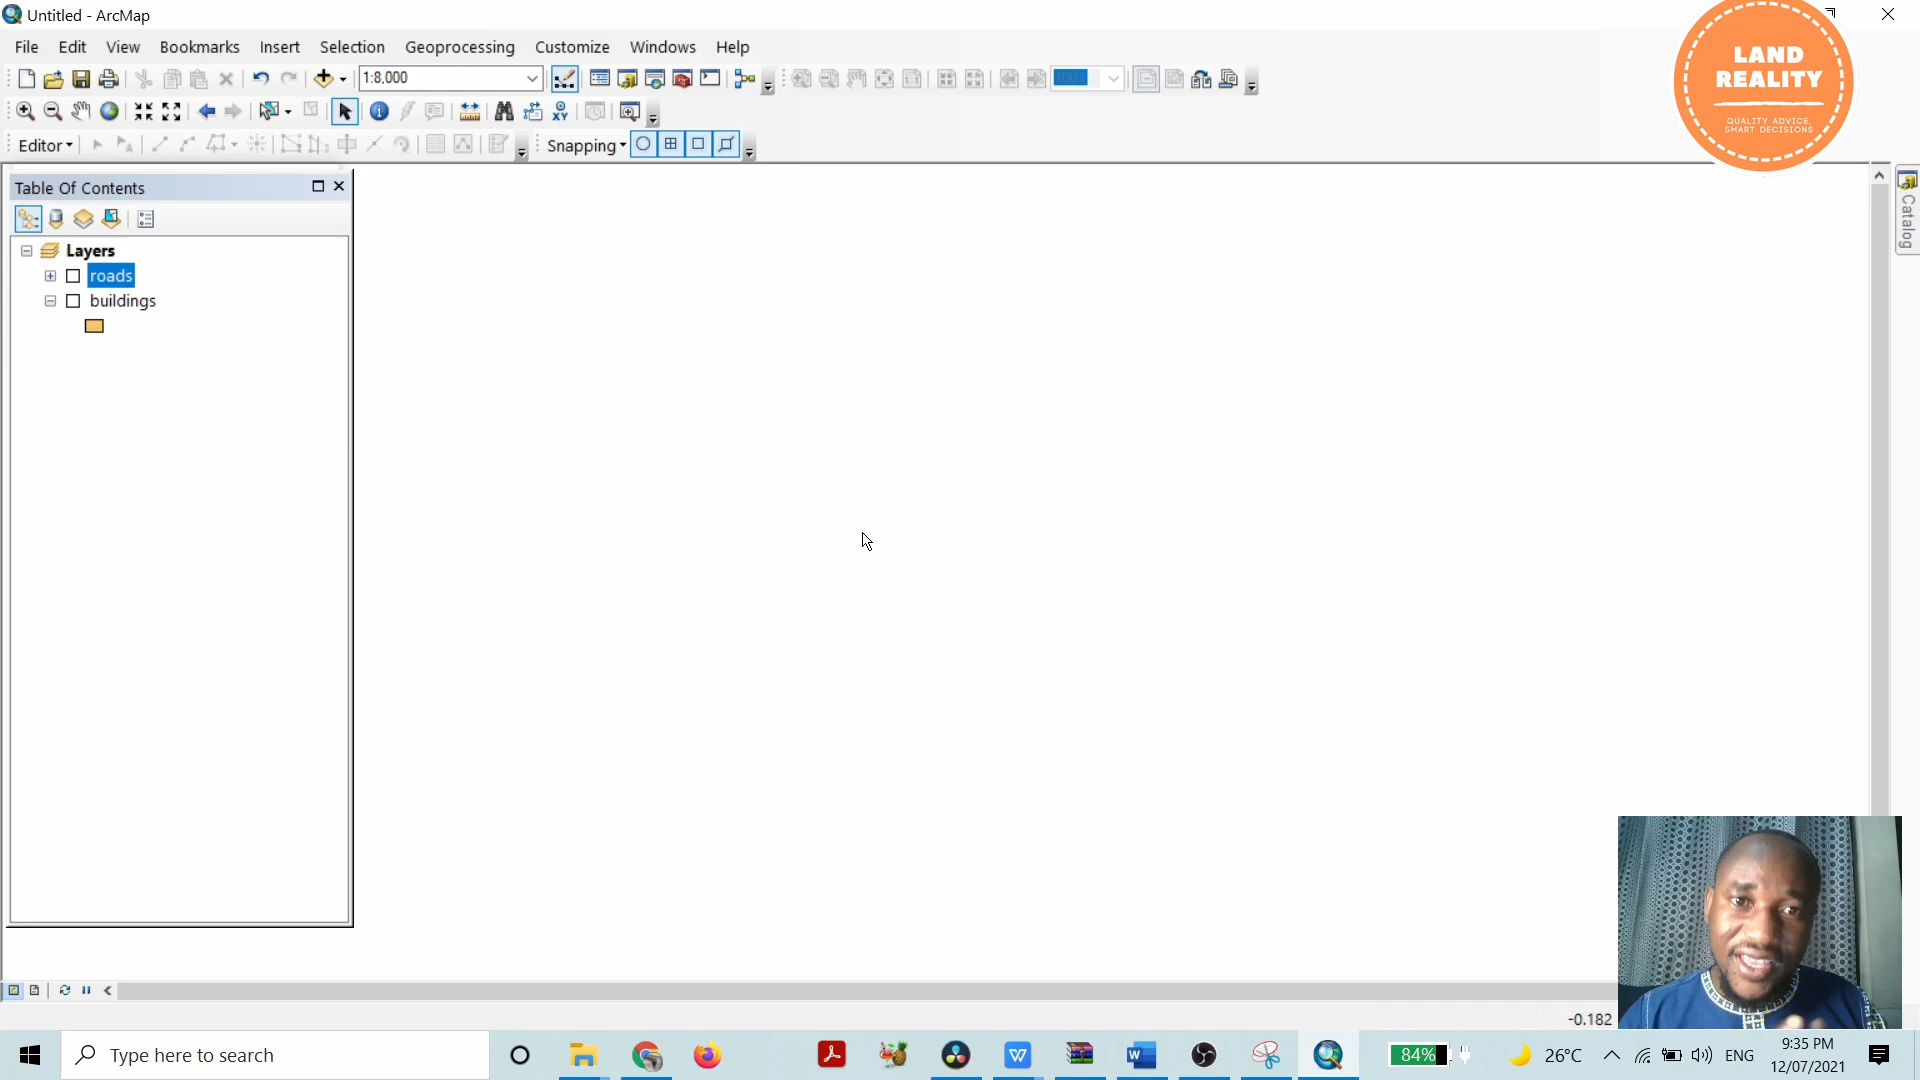 Untitled - ArcMap
File Edit View Bookmarks Insert Selection Geoprocessing Customize Windows Help
1:8,000
Editor
Snapping
LAND
REALITY
QUALITY ADVICE,
SMART DECISIONS
Table Of Contents
Layers
roads
buildings
Catalog
-0.182
Type here to search
84%
26°C
ENG
9:35 PM
12/07/2021